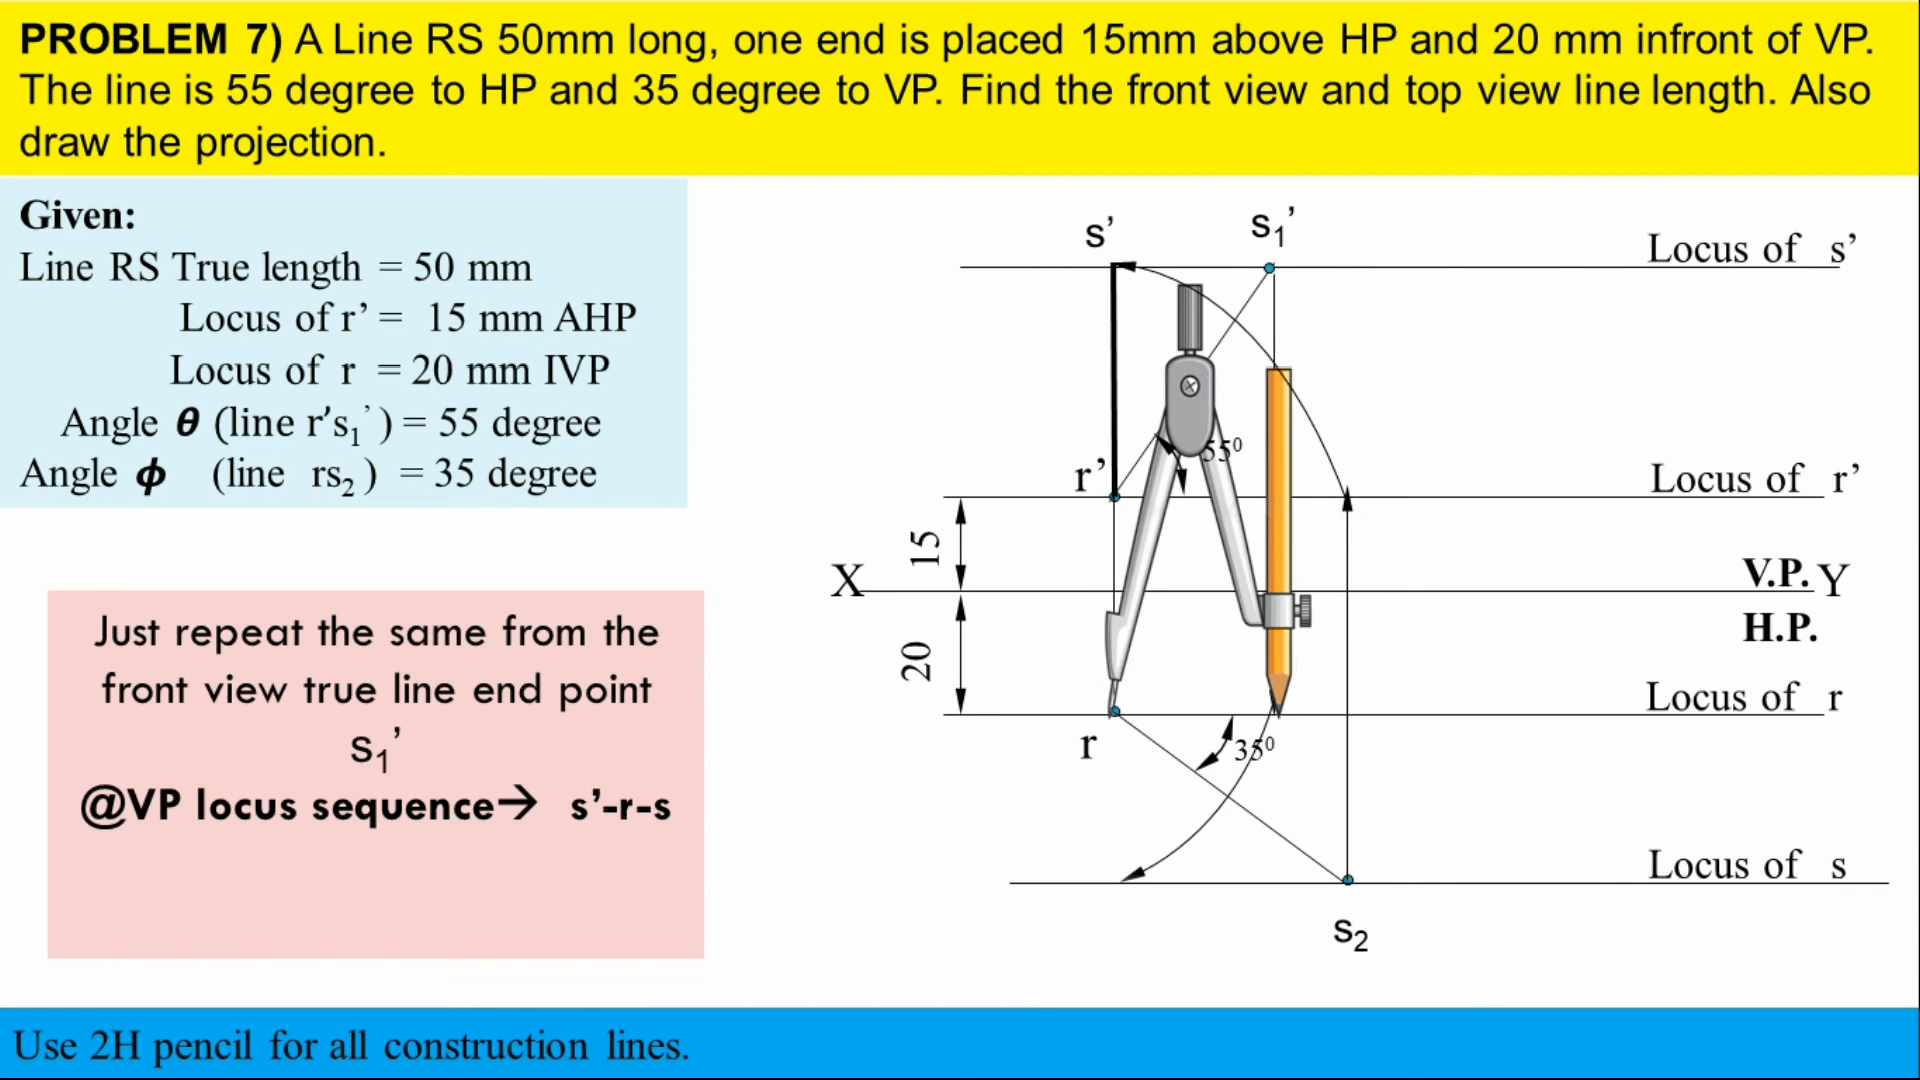 PROBLEM 7) A Line RS 50mm long, one end is placed 15mm above HP and 20 mm infront of VP.
The line is 55 degree to HP and 35 degree to VP. Find the front view and top view line length. Also
draw the projection.
Given:
Line RS True length = 50 mm
Locus of r’ = 15 mm AHP
Locus of r = 20 mm IVP
Angle θ (line r's₁’) = 55 degree
Angle ϕ (line rs₂) = 35 degree
Just repeat the same from the
front view true line end point
s₁’
@VP locus sequence→ s’-r-s
s’
s₁’
Locus of s’
55⁰
r’
Locus of r’
15
X
V.P.
Y
H.P.
20
Locus of r
r
35⁰
Locus of s
s₂
Use 2H pencil for all construction lines.